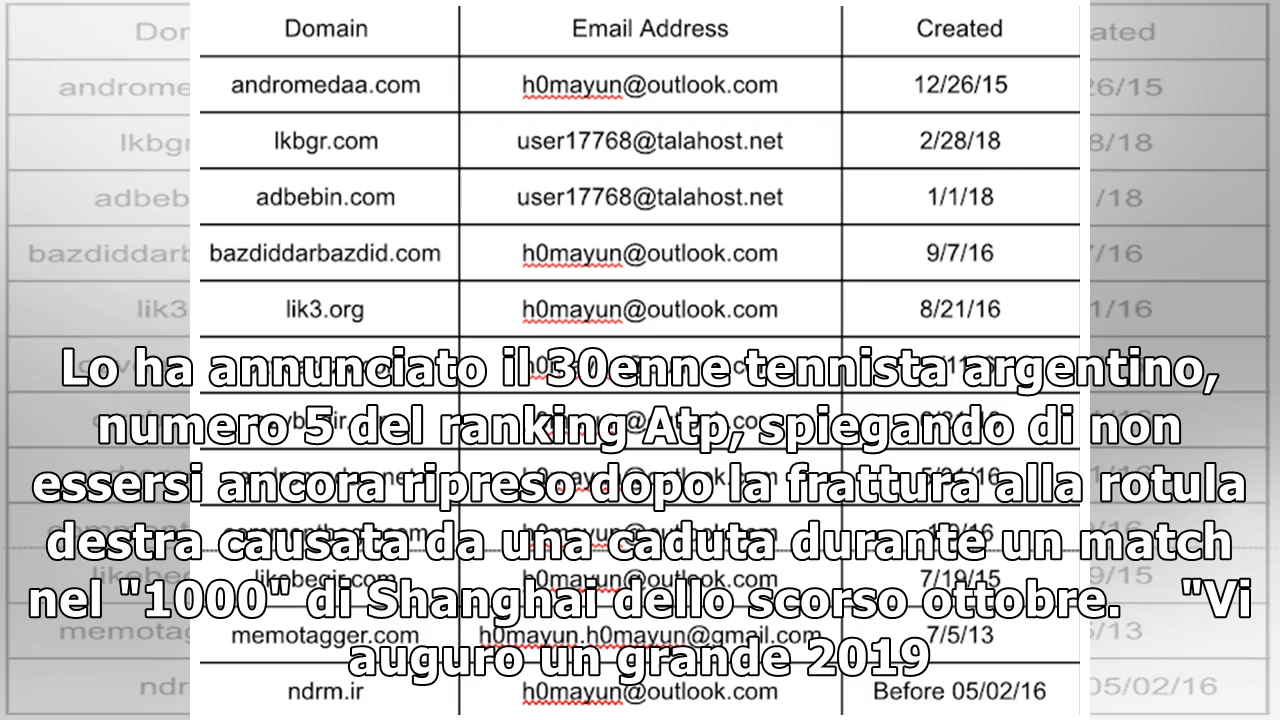 Domain Email Address Created
andromedaa.com h0mayun@outlook.com 12/26/15
lkbgr.com user17768@talahost.net 2/28/18
adbebin.com user17768@talahost.net 1/1/18
bazdiddarbazdid.com h0mayun@outlook.com 9/7/16
lik3.org h0mayun@outlook.com 8/21/16
Lo ha annunciato il 30enne tennista argentino,
numero 5 del ranking Atp, spiegando di non
essersi ancora ripreso dopo la frattura alla rotula
destra causata da una caduta durante un match
likebegir.com h0mayun@outlook.com 7/19/15
nel "1000" di Shanghai dello scorso ottobre. "Vi
memotagger.com h0mayun.h0mayun@gmail.com 7/5/13
auguro un grande 2019
ndrm.ir h0mayun@outlook.com Before 05/02/16